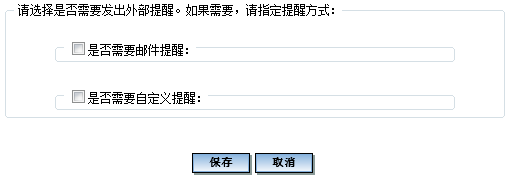 请选择是否需要发出外部提醒。如果需要，请指定提醒方式：
是否需要邮件提醒：
是否需要自定义提醒：
保存 取消